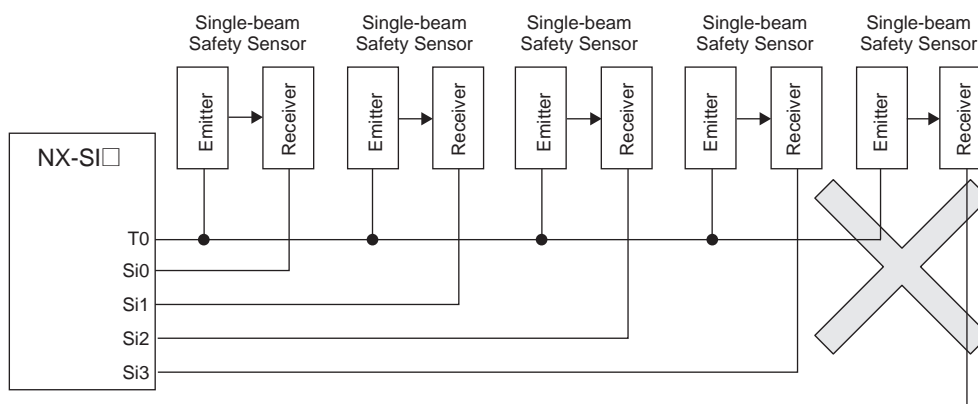 Single-beam
Safety Sensor
Single-beam
Safety Sensor
Single-beam
Safety Sensor
Single-beam
Safety Sensor
Single-beam
Safety Sensor
Emitter
Receiver
Emitter
Receiver
Emitter
Receiver
Emitter
Receiver
Emitter
Receiver
NX-SI□
T0
Si0
Si1
Si2
Si3